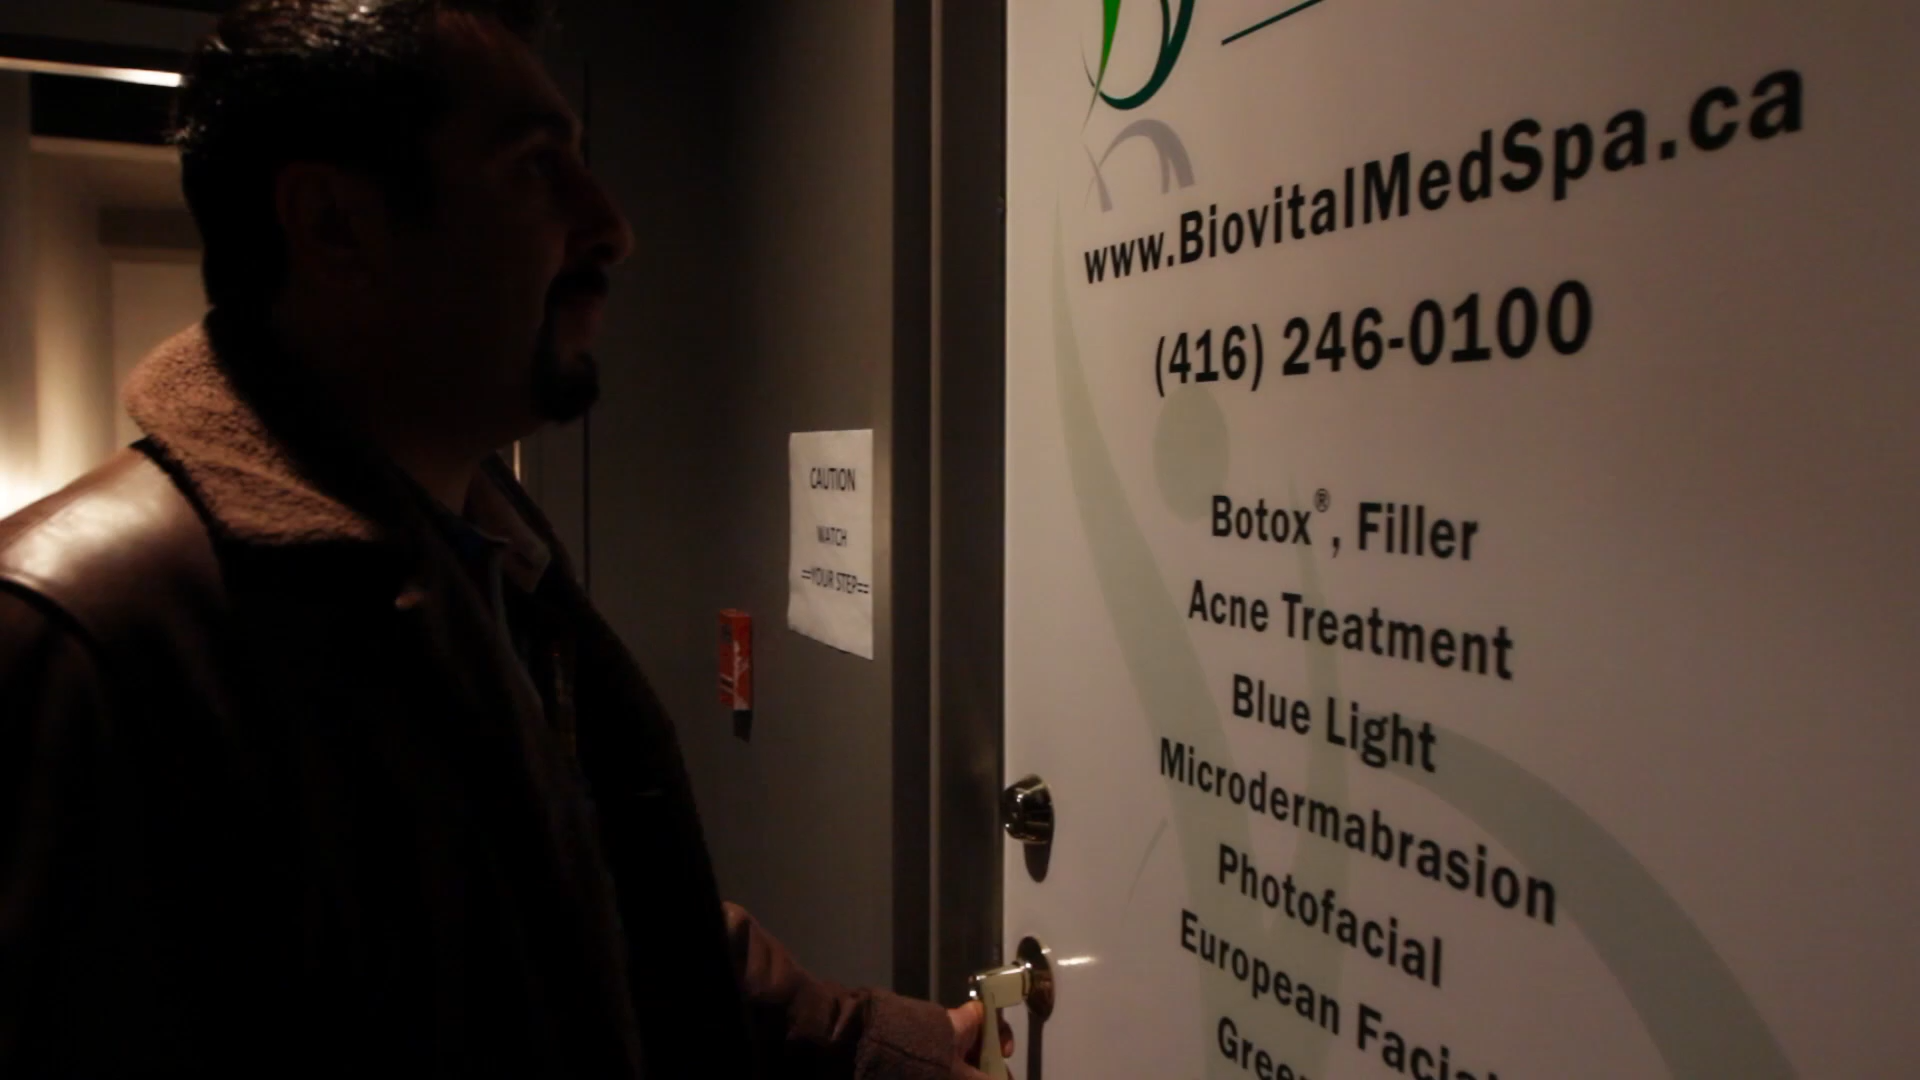 www.BiovitalMedSpa.ca
(416) 246-0100
Botox®, Filler
Acne Treatment
Blue Light
Microdermabrasion
Photofacial
European Facial
CAUTION
WATCH
==YOUR STEP==